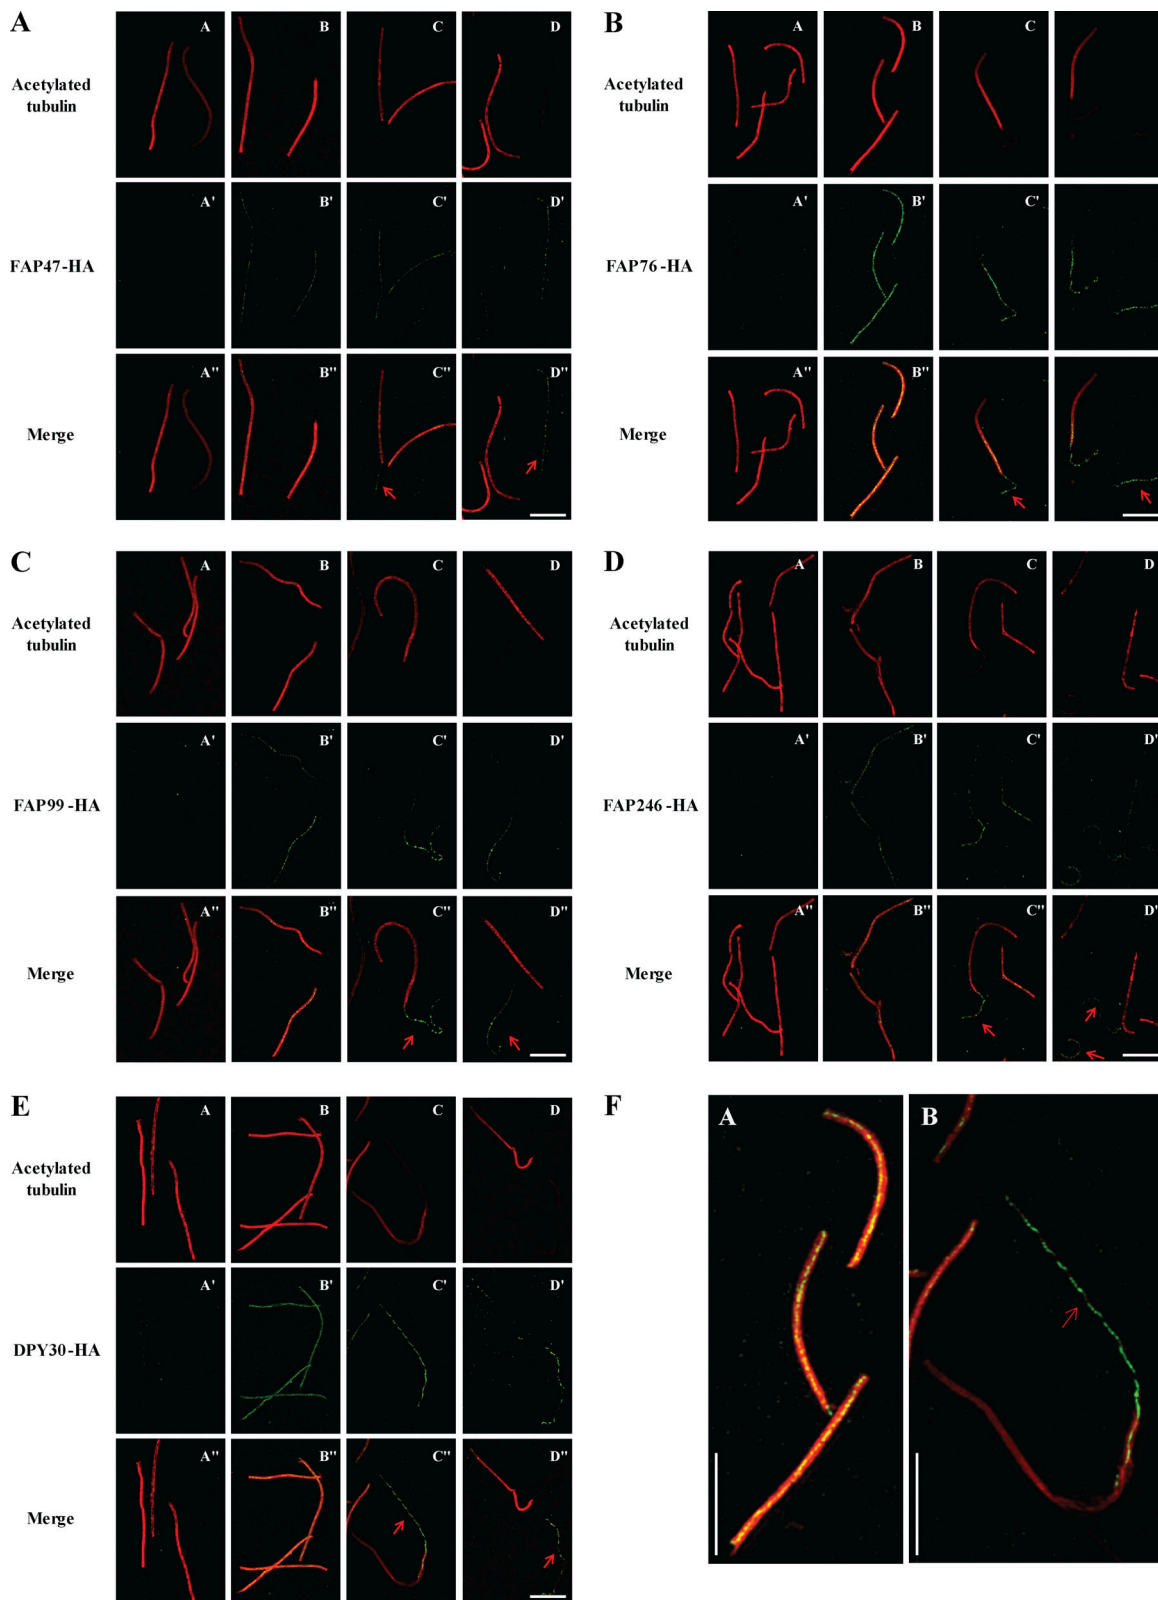 A
A B C D
Acetylated
tubulin
A' B' C' D'
FAP47-HA
A" B" C" D"
Merge
B
A B C
Acetylated
tubulin
A' B' C'
FAP76-HA
A" B" C"
Merge
C
A B C D
Acetylated
tubulin
A' B' C' D'
FAP99-HA
A" B" C" D"
Merge
D
A B C D
Acetylated
tubulin
A' B' C' D'
FAP246-HA
A" B" C" D'
Merge
E
A B C D
Acetylated
tubulin
A' B' C' D'
DPY30-HA
A" B" C" D"
Merge
F
A B